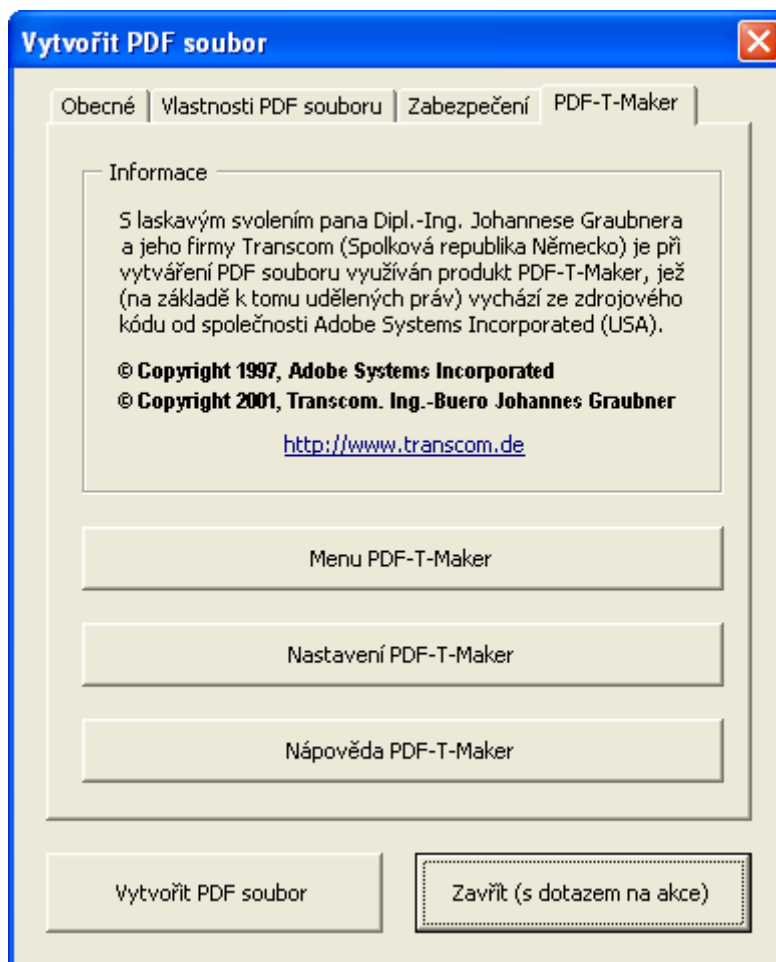 Vytvořit PDF soubor
Obecné
Vlastnosti PDF souboru
Zabezpečení
PDF-T-Maker
Informace
S laskavým svolením pana Dipl.-Ing. Johannese Graubnera
a jeho firmy Transcom (Spolková republika Německo) je při
vytváření PDF souboru využíván produkt PDF-T-Maker, jež
(na základě k tomu udělených práv) vychází ze zdrojového
kódu od společnosti Adobe Systems Incorporated (USA).
© Copyright 1997, Adobe Systems Incorporated
© Copyright 2001, Transcom. Ing.-Buero Johannes Graubner
http://www.transcom.de
Menu PDF-T-Maker
Nastavení PDF-T-Maker
Nápověda PDF-T-Maker
Vytvořit PDF soubor
Zavřít (s dotazem na akce)